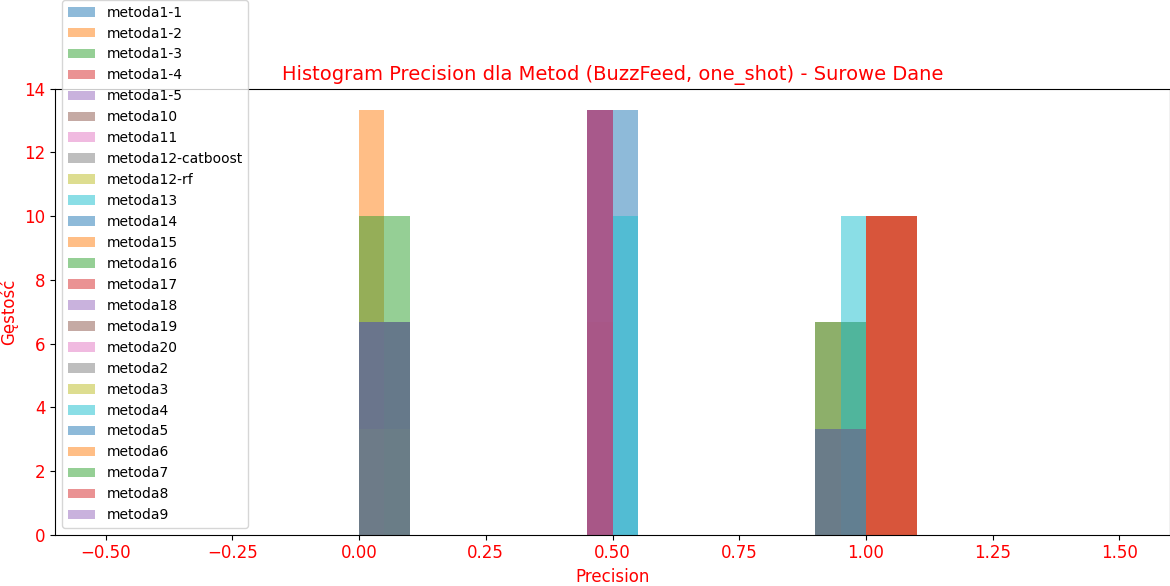 metoda1-1
metoda1-2
metoda1-3
metoda1-4
metoda1-5
metoda10
metoda11
metoda12-catboost
metoda12-rf
metoda13
metoda14
metoda15
metoda16
metoda17
metoda18
metoda19
metoda20
metoda2
metoda3
metoda4
metoda5
metoda6
metoda7
metoda8
metoda9
Histogram Precision dla Metod (BuzzFeed, one_shot) - Surowe Dane
Gęstość
14
12
10
8
6
4
2
0
−0.50 −0.25 0.00 0.25 0.50 0.75 1.00 1.25 1.50
Precision